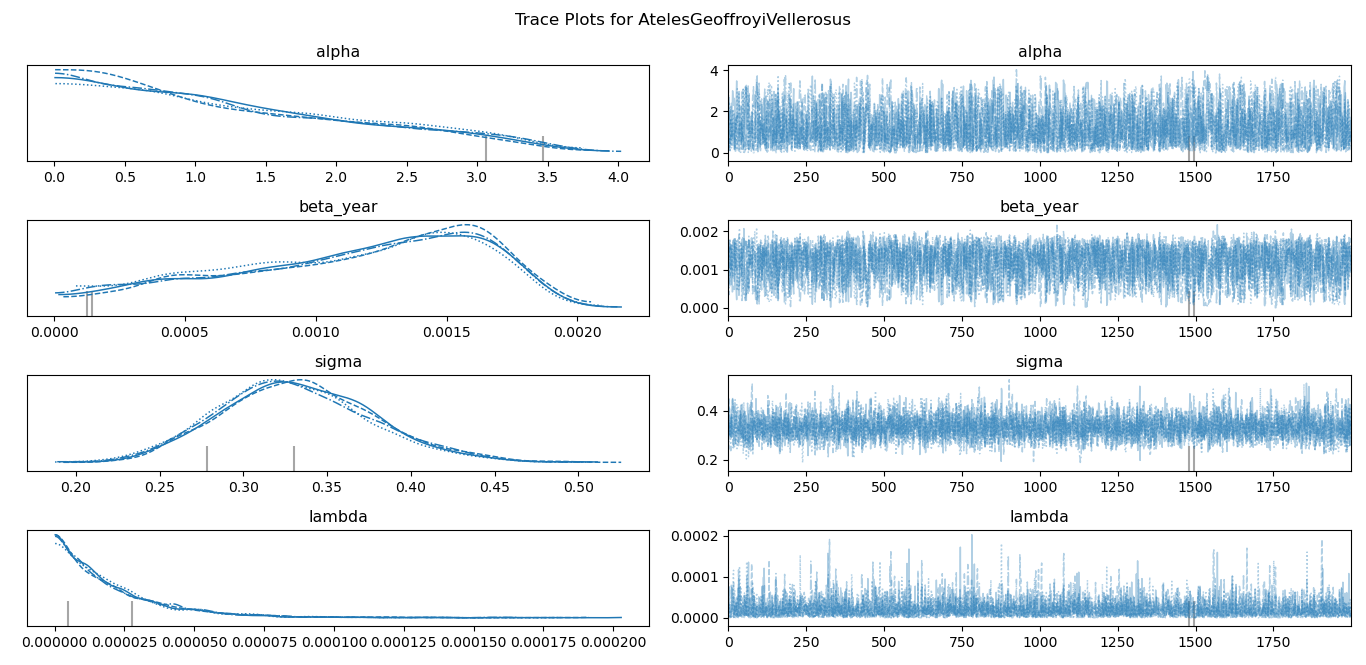 Trace Plots for AtelesGeoffroyiVellerosus
alpha
0.0 0.5 1.0 1.5 2.0 2.5 3.0 3.5 4.0
alpha
4
2
0
0 250 500 750 1000 1250 1500 1750
beta_year
0.0000 0.0005 0.0010 0.0015 0.0020
beta_year
0.002
0.001
0.000
0 250 500 750 1000 1250 1500 1750
sigma
0.20 0.25 0.30 0.35 0.40 0.45 0.50
sigma
0.4
0.2
0 250 500 750 1000 1250 1500 1750
lambda
0.000000 0.000025 0.000050 0.000075 0.000100 0.000125 0.000150 0.000175 0.000200
lambda
0.0002
0.0001
0.0000
0 250 500 750 1000 1250 1500 1750